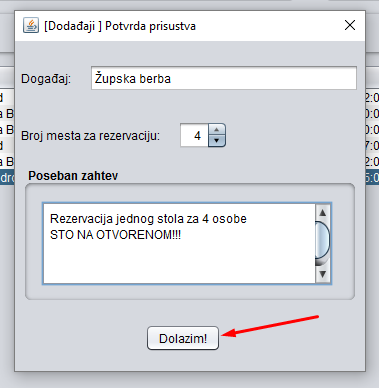 [Dodađaji ] Potvrda prisustva
Događaj: Župska berba
Broj mesta za rezervaciju: 4
Poseban zahtev
Rezervacija jednog stola za 4 osobe
STO NA OTVORENOM!!!
Dolazim!